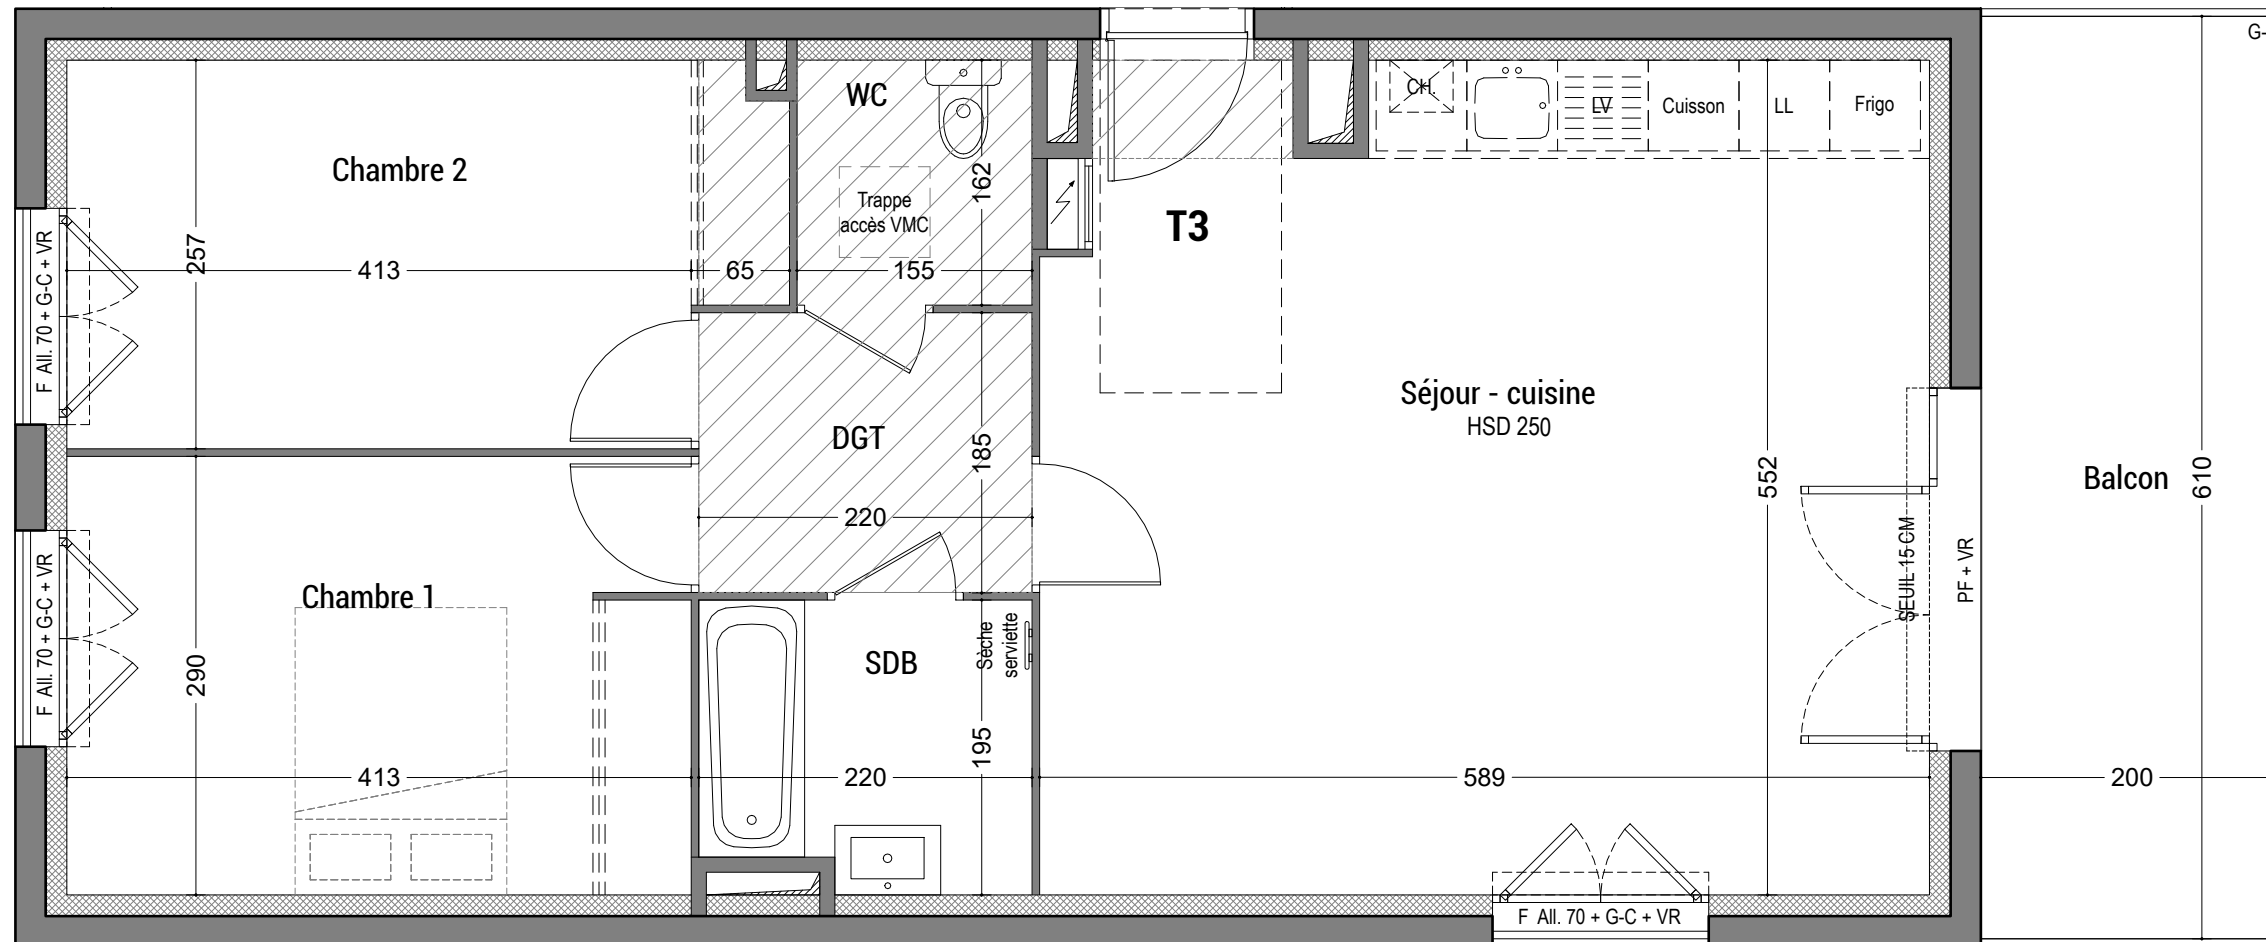 G-
WC
CH.
LV
Cuisson
LL
Frigo
Chambre 2
162
Trappe
accès VMC
T3
257
F All. 70 + G-C + VR
413
65
155
Séjour - cuisine
HSD 250
DGT
185
552
Balcon
610
220
SEUIL 15 CM
PF + VR
Chambre 1
F All. 70 + G-C + VR
290
SDB
Sèche
serviette
195
413
220
589
200
F All. 70 + G-C + VR